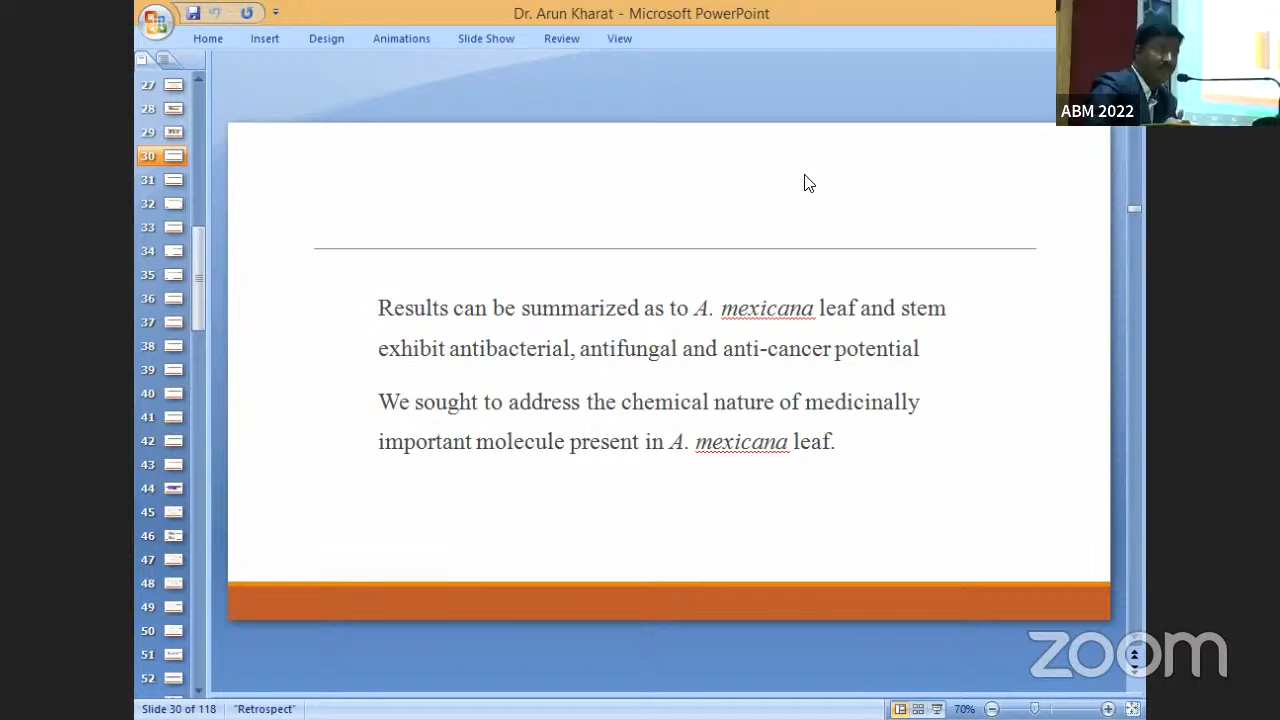 Dr. Arun Kharat - Microsoft PowerPoint
Home Insert Design Animations Slide Show Review View
ABM 2022
27
28
29
30
31
32
33
34
35
36
37
38
39
40
41
42
43
44
45
46
47
48
49
50
51
52
Results can be summarized as to A. mexicana leaf and stem
exhibit antibacterial, antifungal and anti-cancer potential
We sought to address the chemical nature of medicinally
important molecule present in A. mexicana leaf.
zoom
Slide 30 of 118 "Retrospect" 70%